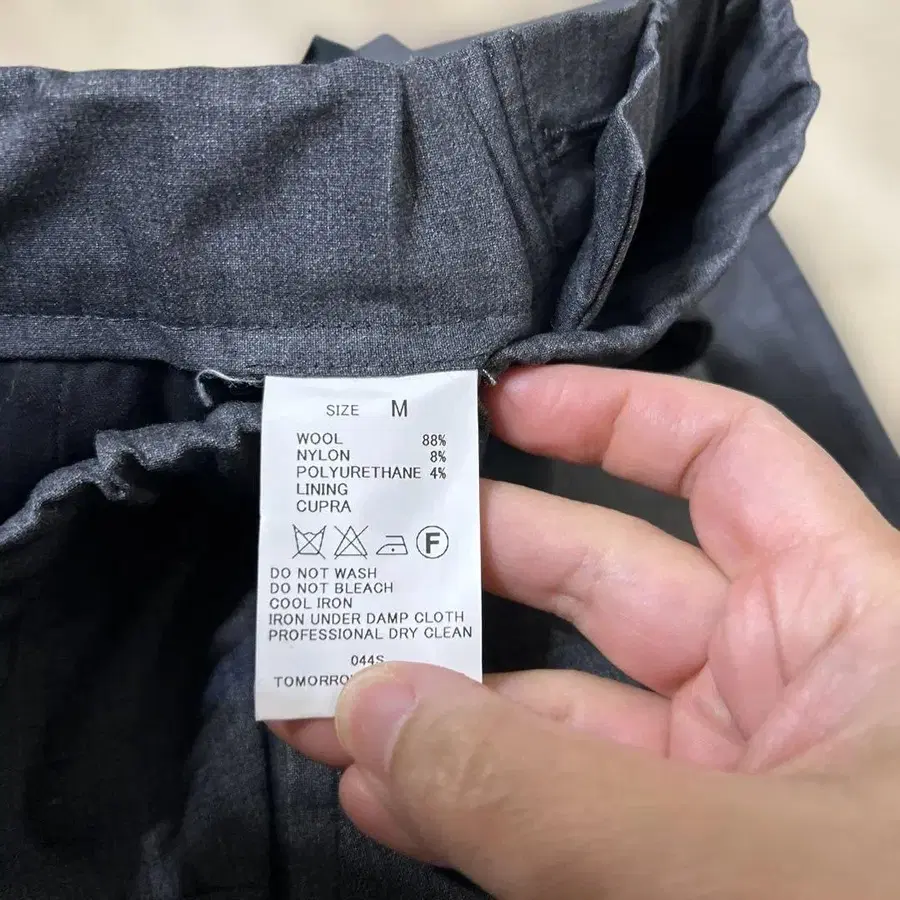 SIZE M
WOOL 88%
NYLON 8%
POLYURETHANE 4%
LINING
CUPRA
F
DO NOT WASH
DO NOT BLEACH
COOL IRON
IRON UNDER DAMP CLOTH
PROFESSIONAL DRY CLEAN
044S